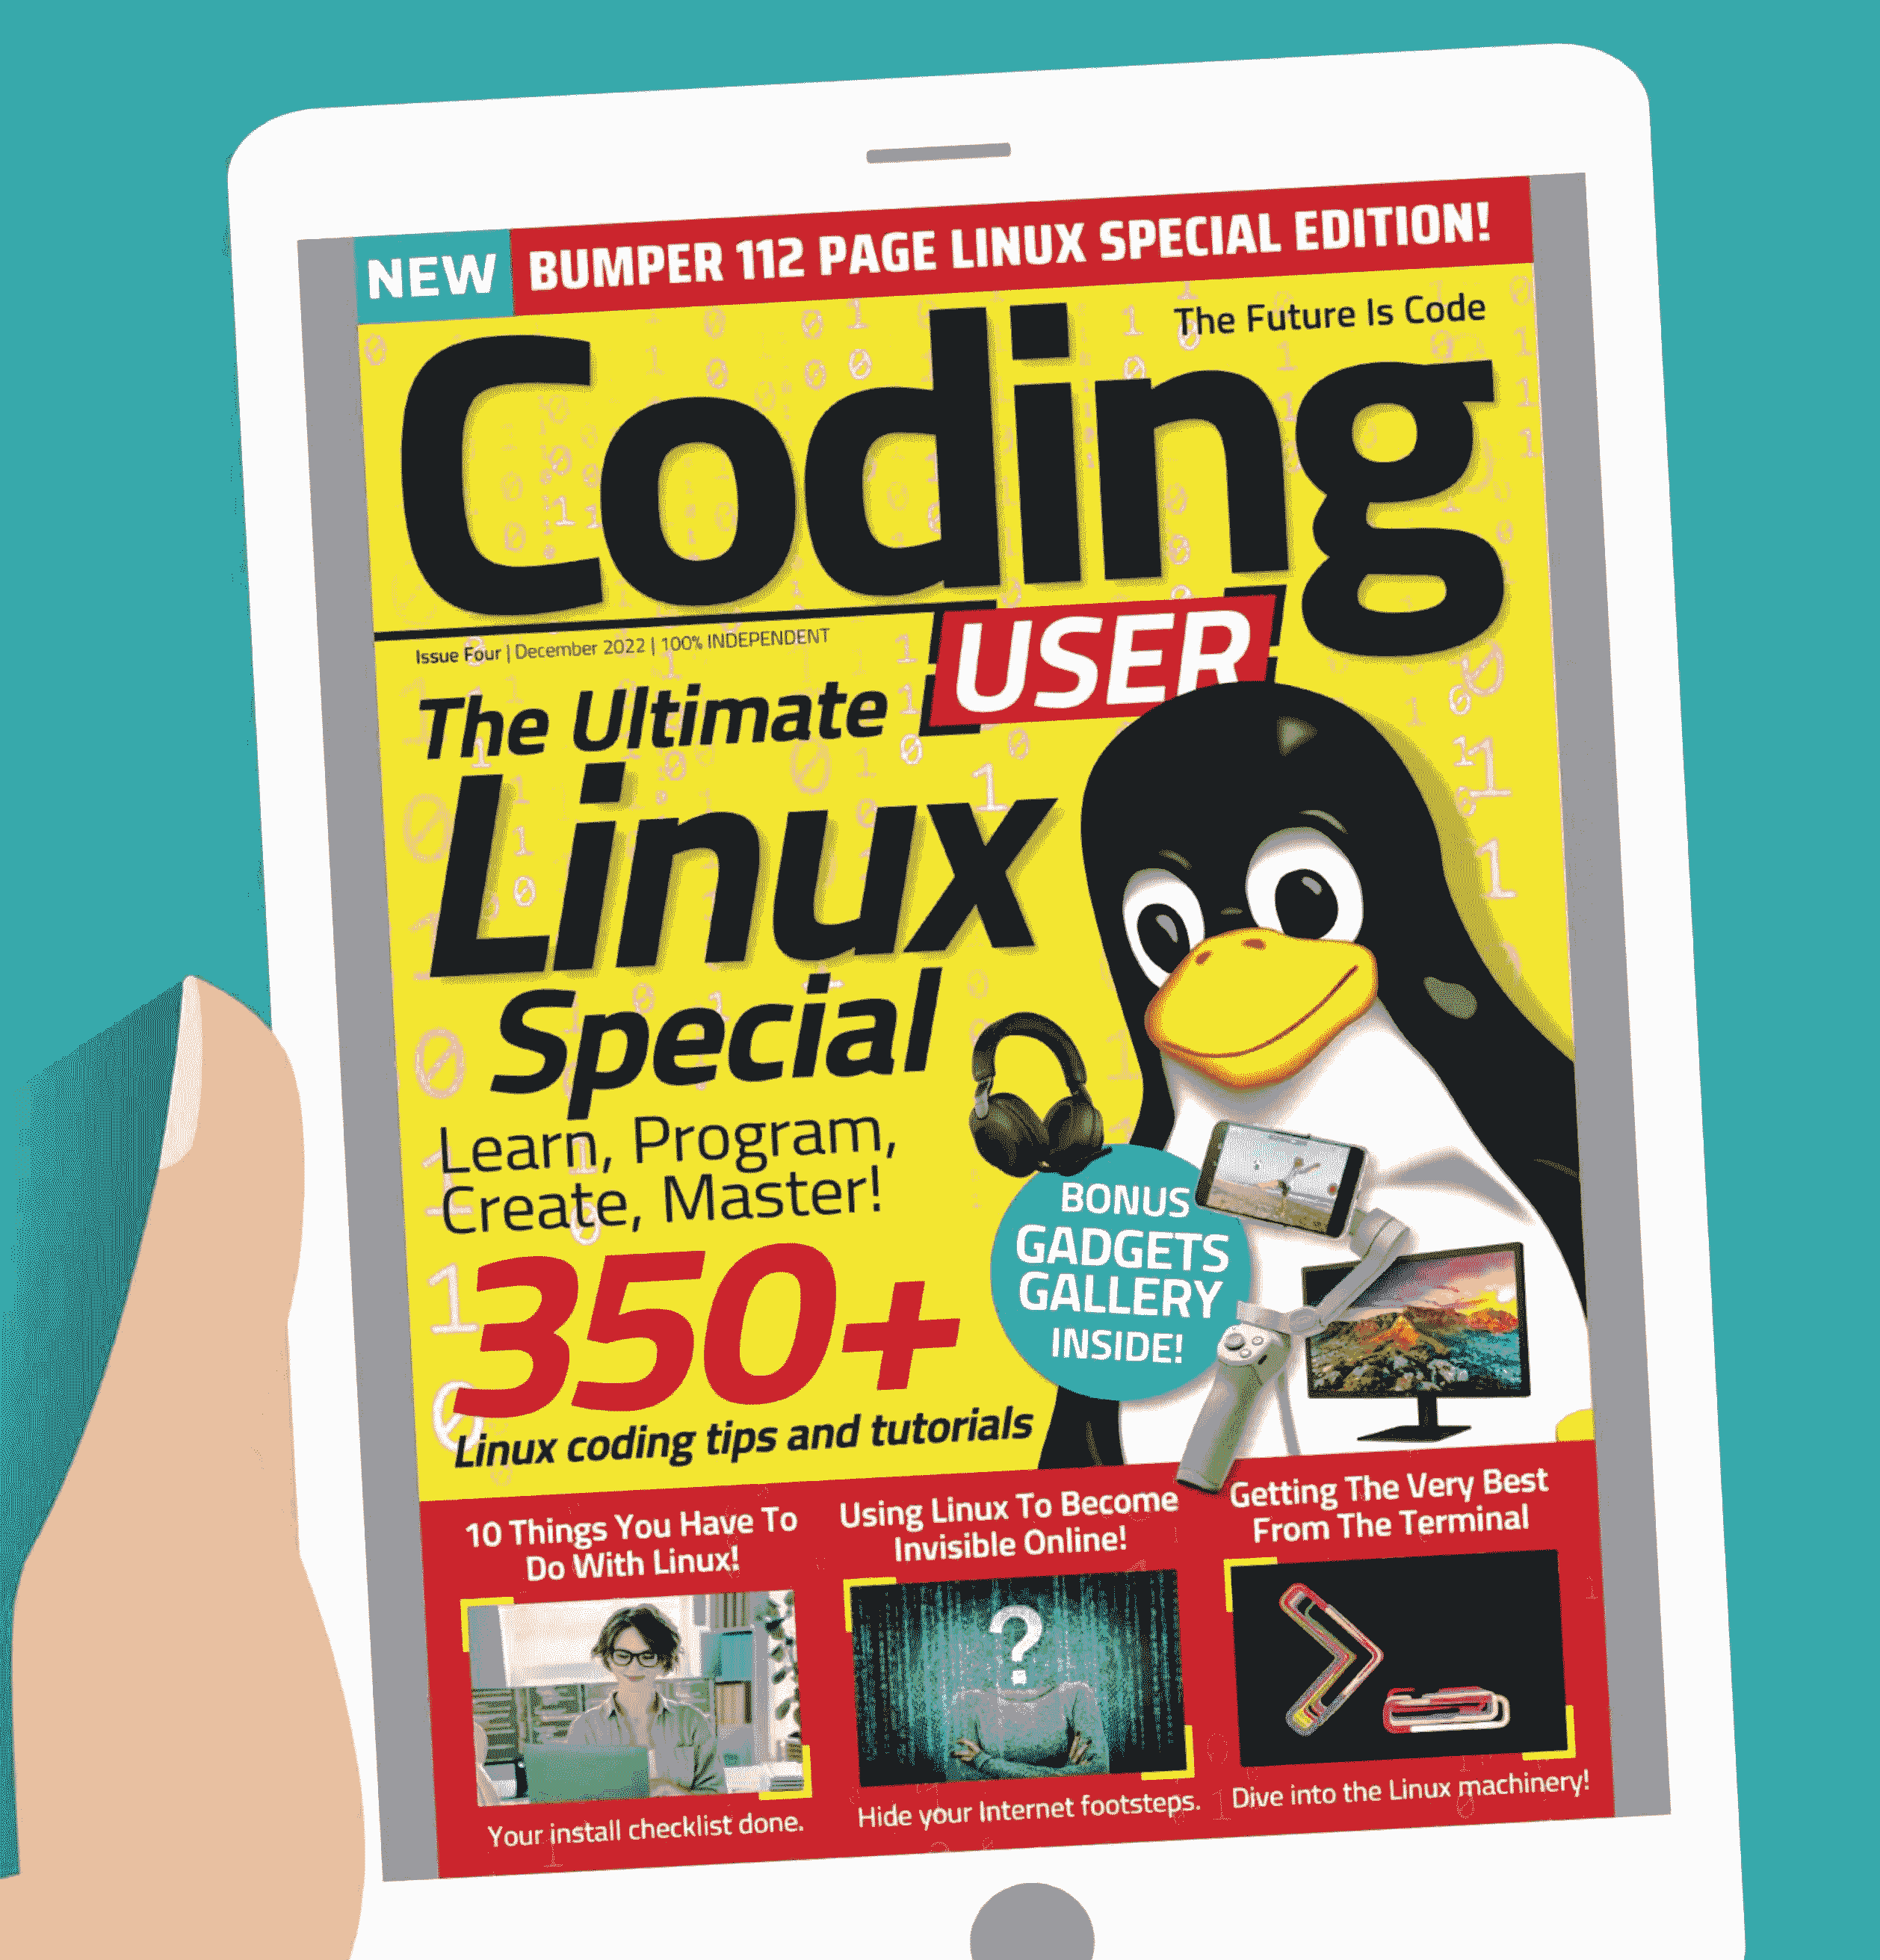 NEW BUMPER 112 PAGE LINUX SPECIAL EDITION!
The Future Is Code
Coding
USER
Issue Four | December 2022 | 100% INDEPENDENT
The Ultimate
Linux
Special
Learn, Program,
Create, Master!
350+
Linux coding tips and tutorials
BONUS
GADGETS
GALLERY
INSIDE!
10 Things You Have To
Do With Linux!
Your install checklist done.
Using Linux To Become
Invisible Online!
?
Hide your Internet footsteps.
Getting The Very Best
From The Terminal
Dive into the Linux machinery!